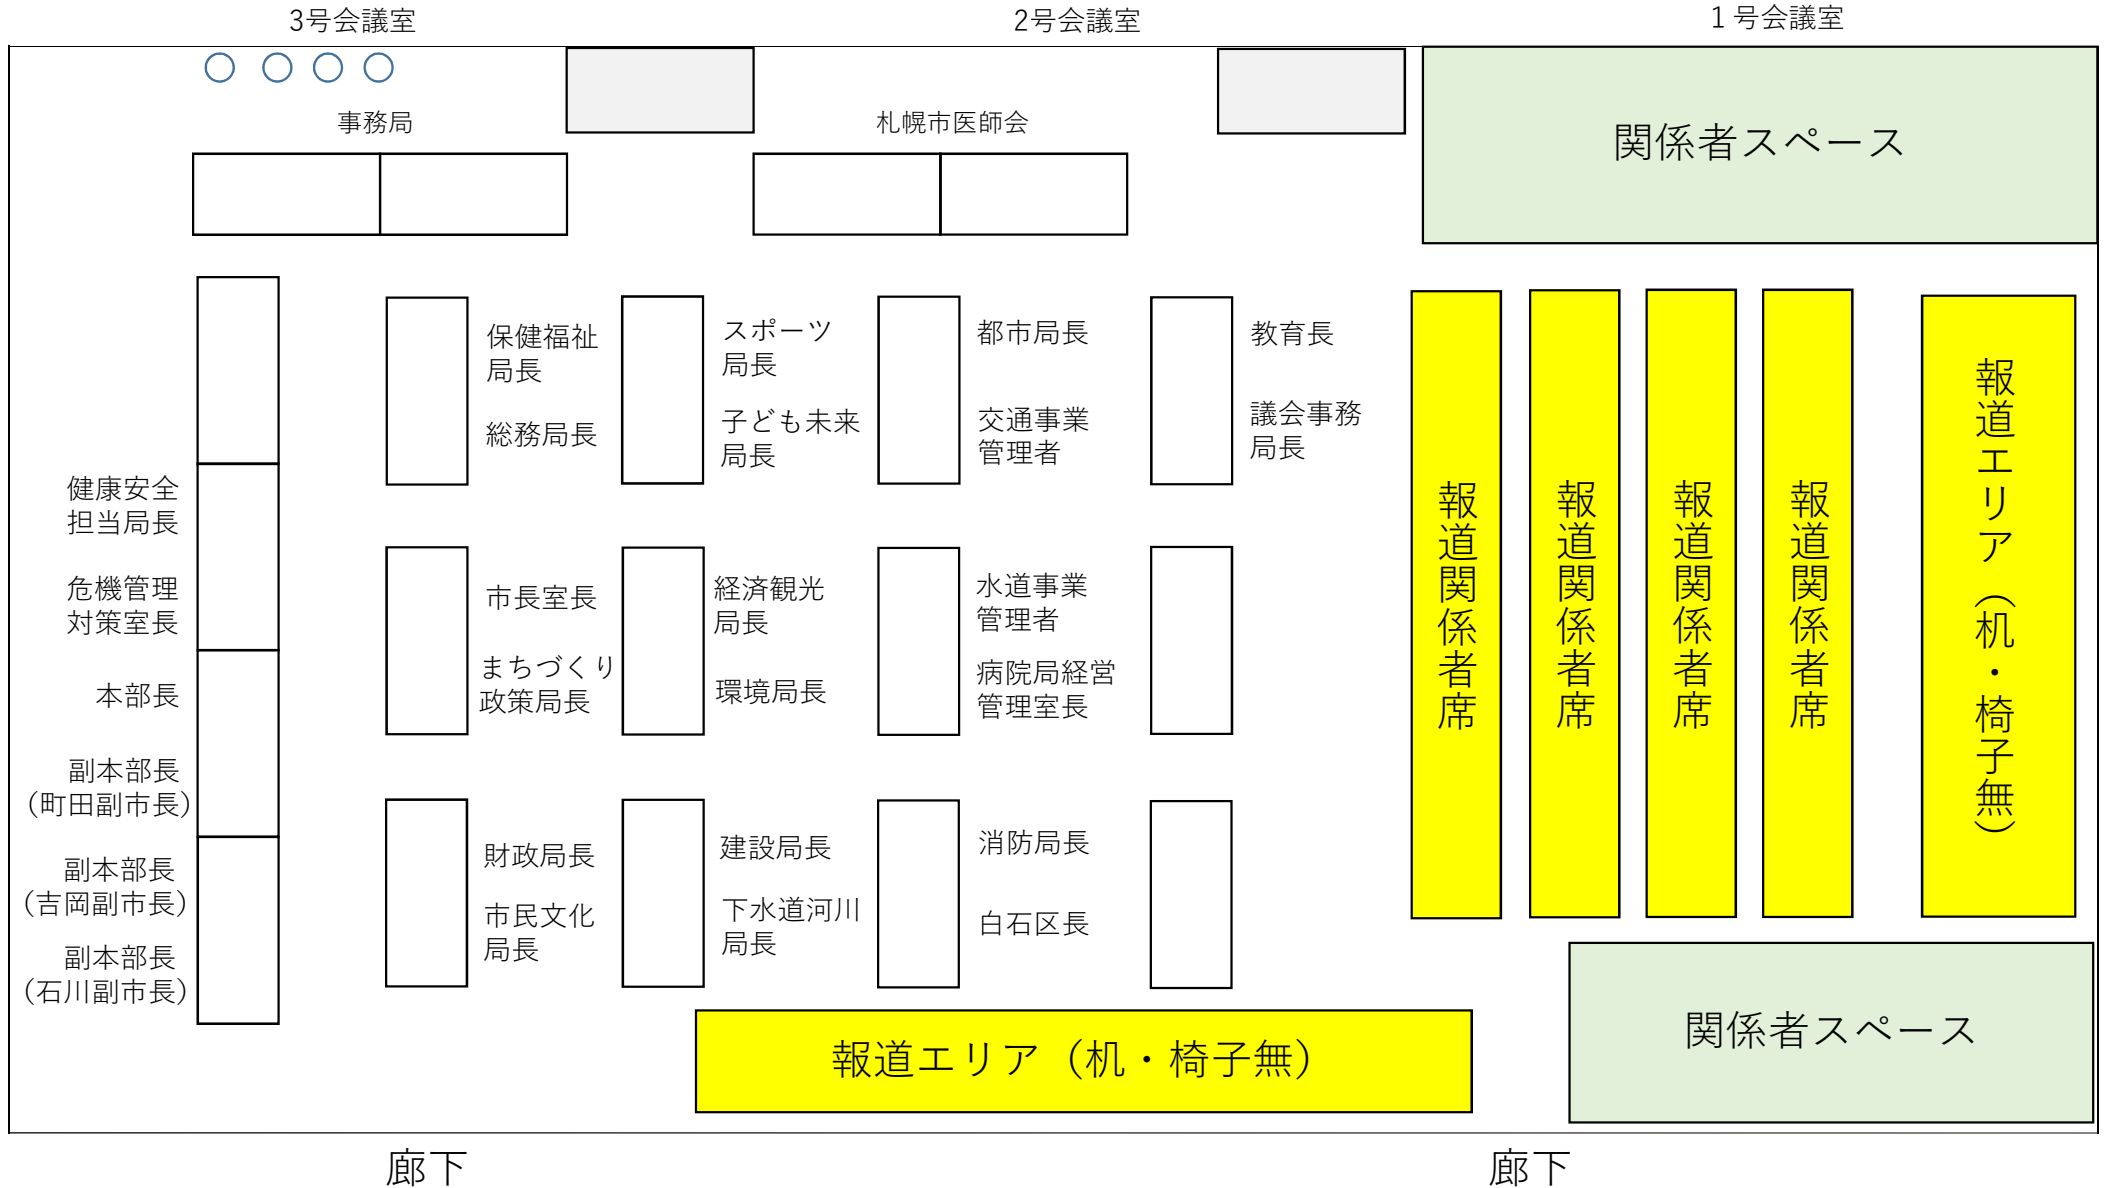 3号会議室
2号会議室
１号会議室
事務局
札幌市医師会
関係者スペース
健康安全
担当局長
危機管理
対策室長
本部長
副本部長
（町田副市長）
副本部長
（吉岡副市長）
副本部長
（石川副市長）
保健福祉
局長
総務局長
市長室長
まちづくり
政策局長
財政局長
市民文化
局長
スポーツ
局長
子ども未来
局長
経済観光
局長
環境局長
建設局長
下水道河川
局長
都市局長
交通事業
管理者
水道事業
管理者
病院局経営
管理室長
消防局長
白石区長
教育長
議会事務
局長
報道関係者席
報道関係者席
報道関係者席
報道関係者席
報道エリア（机・椅子無）
報道エリア（机・椅子無）
関係者スペース
廊下
廊下